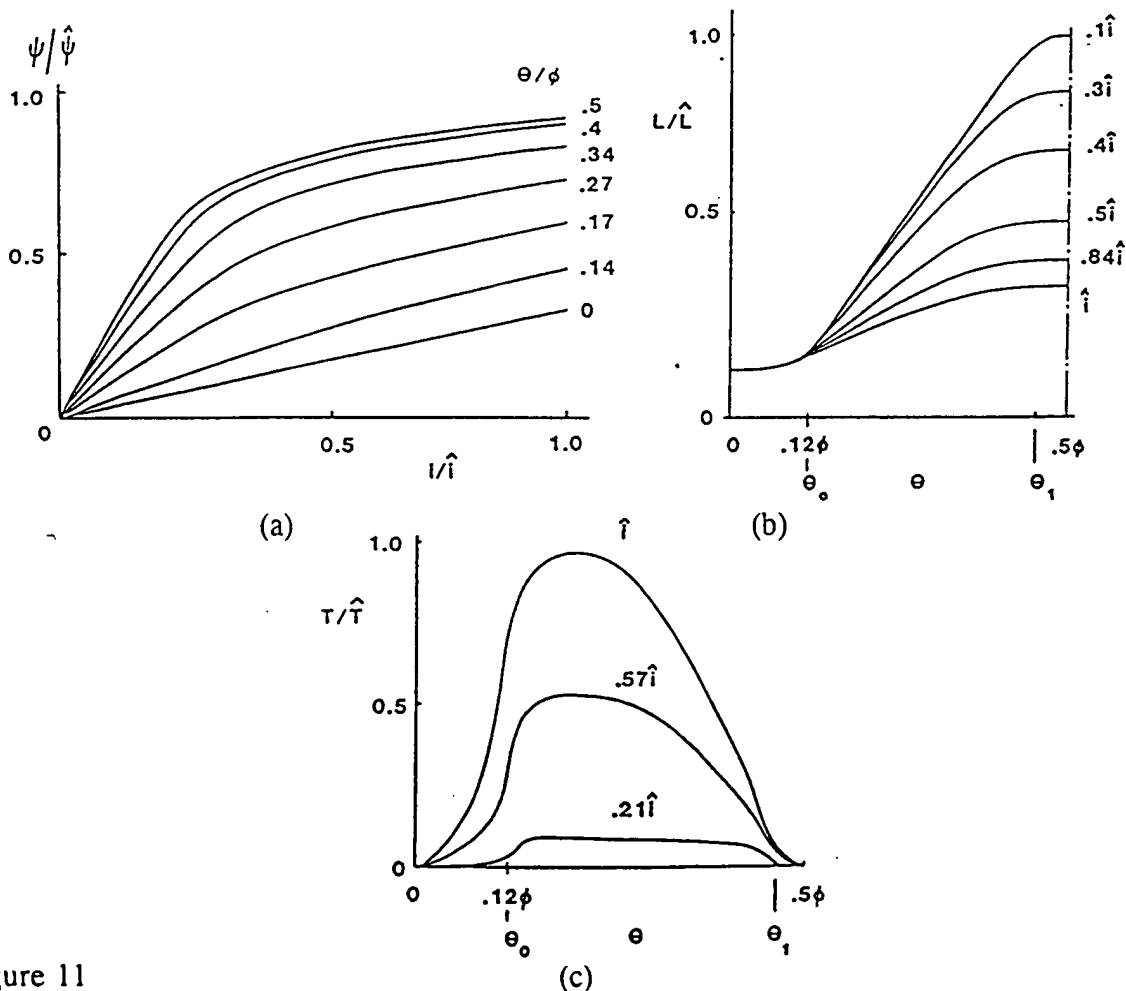 ψ/ψ̂
1.0
0.5
0
θ/ϕ
.5
.4
.34
.27
.17
.14
0
0.5
1.0
i/î
(a)
(b)
1.0
L/L̂
0.5
0
.1î
.3î
.4î
.5î
.84î
î
0
.12ϕ
.5ϕ
θ₀
θ
θ₁
î
1.0
T/T̂
.57î
0.5
.21î
0
0
.12ϕ
.5ϕ
θ₀
θ
θ₁
gure 11
(c)